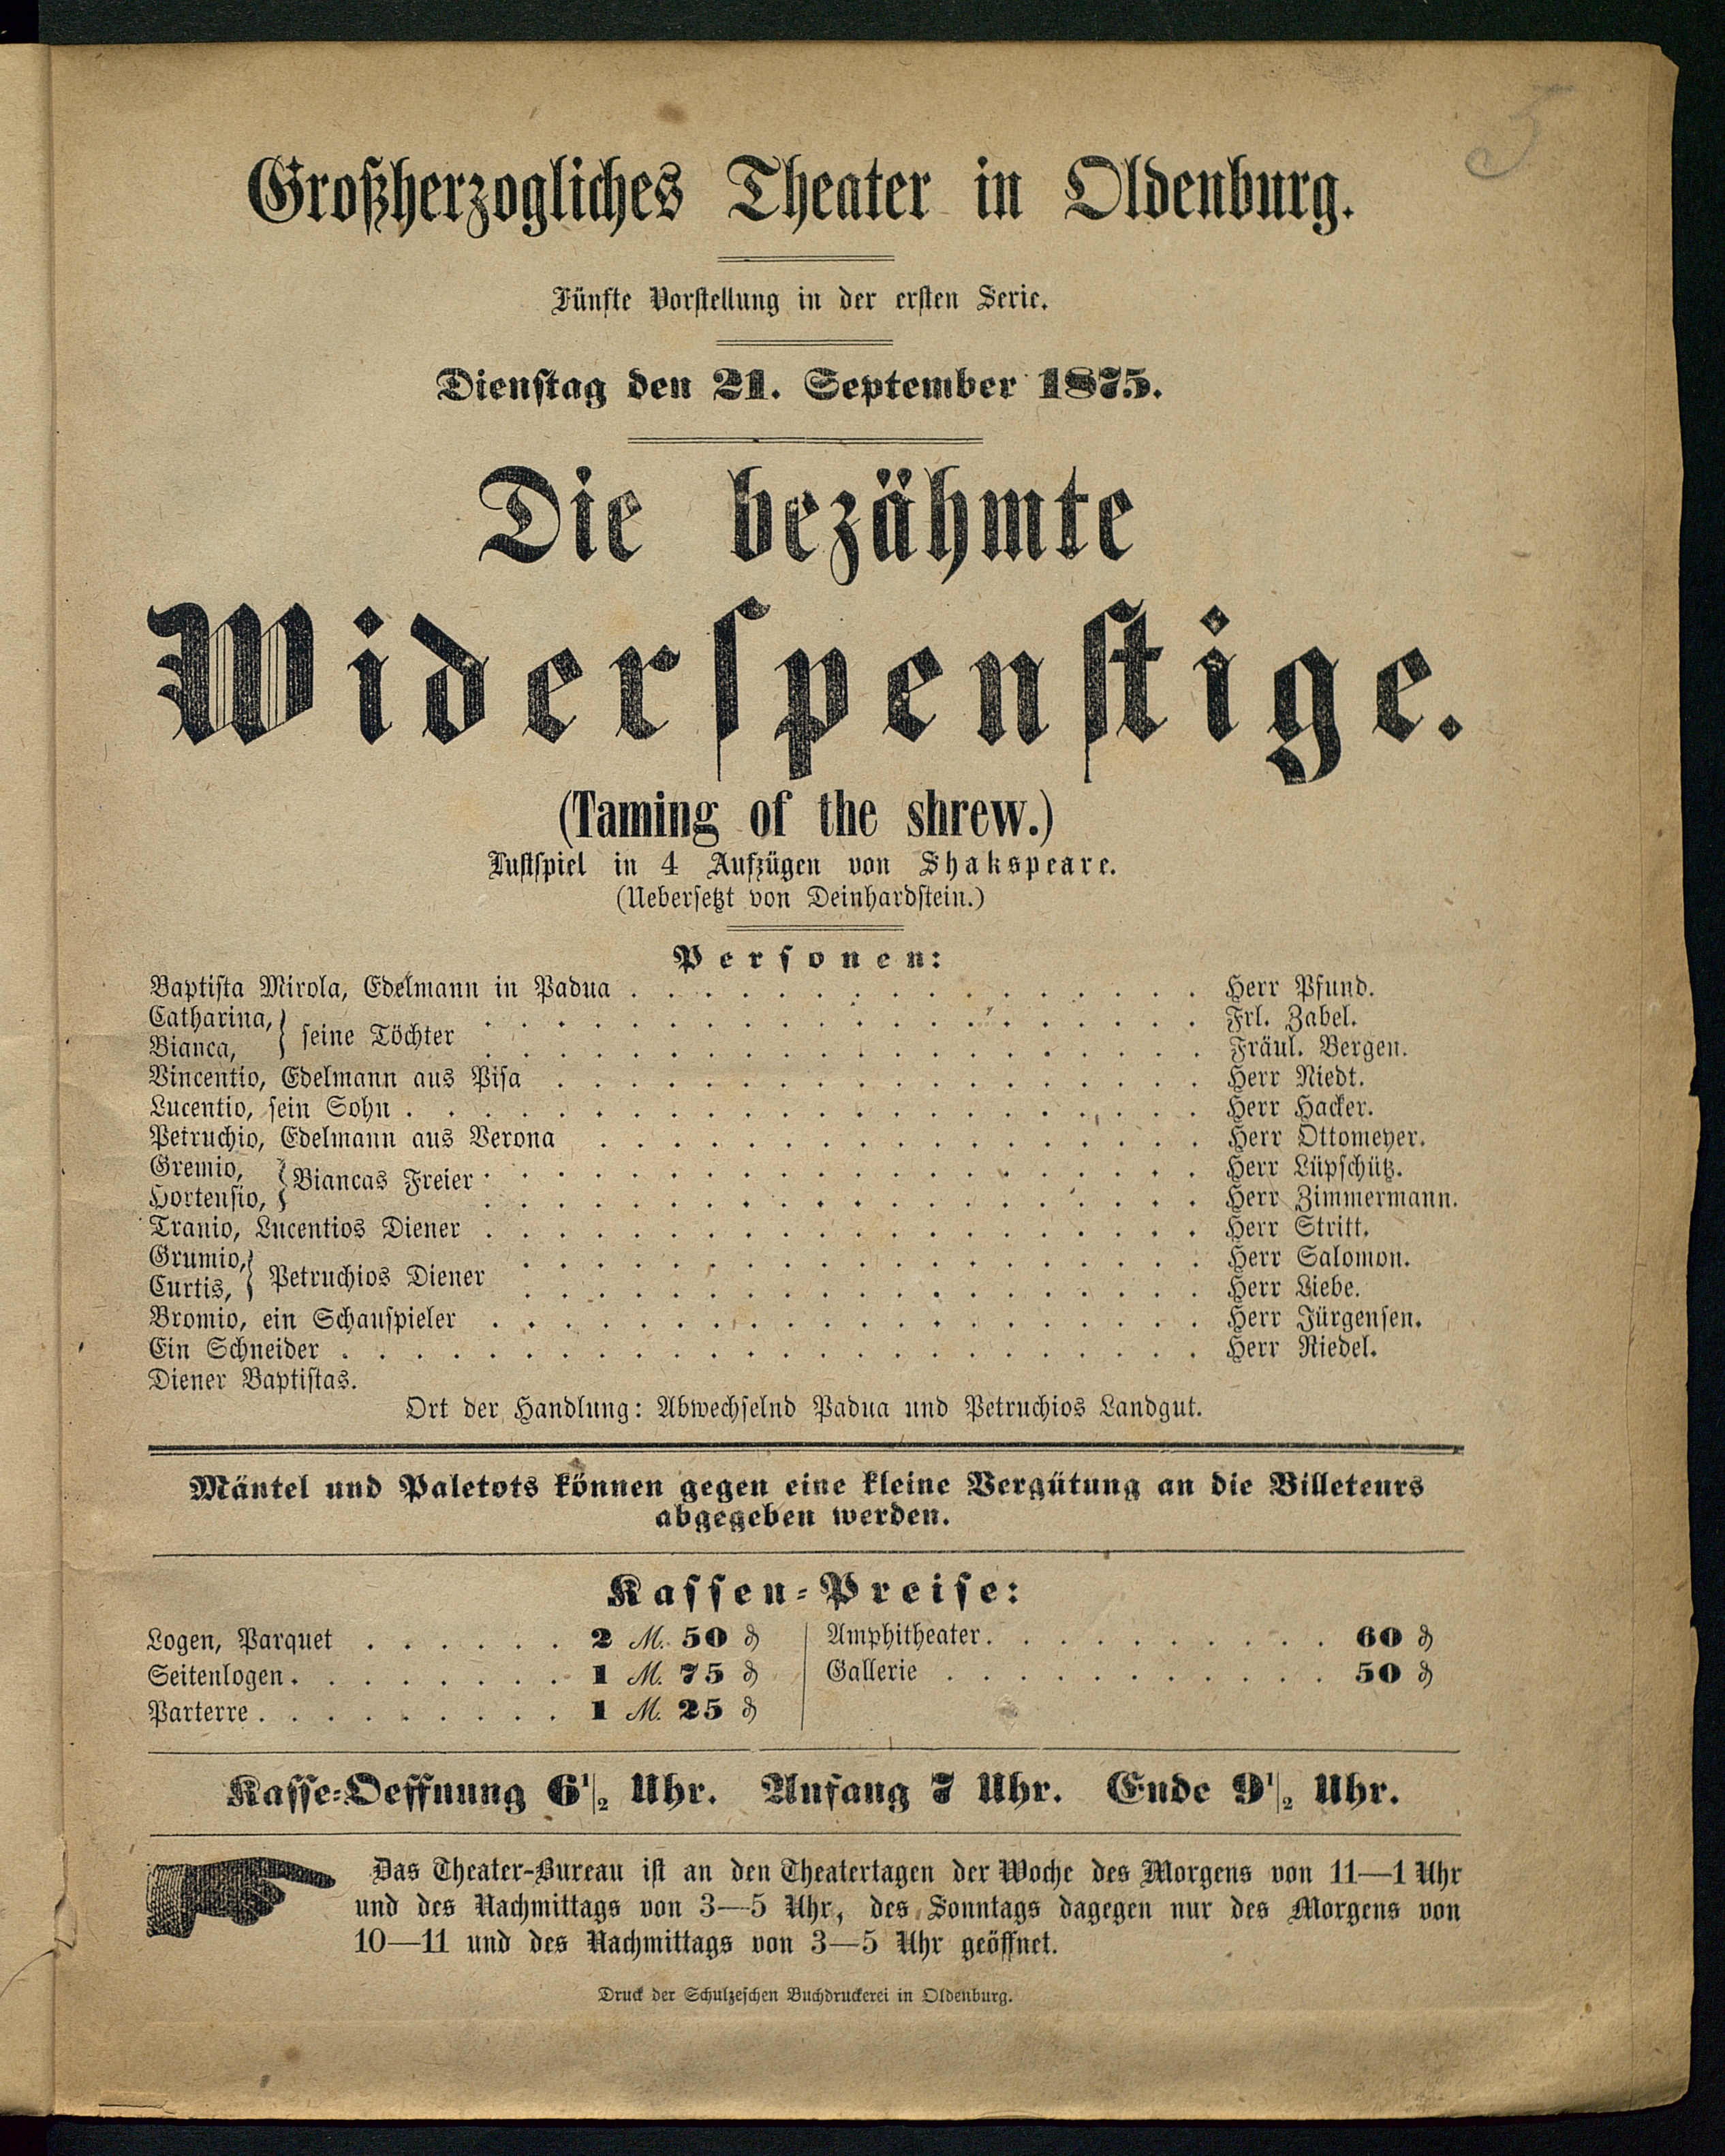 5
Großherzogliches Theater in Oldenburg.
Fünfte Vorstellung in der ersten Serie.
Dienstag den 21. September 1875.
Die bezähmte
Widerspenstige.
(Taming of the shrew.)
Lustspiel in 4 Aufzügen von Shakspeare.
(Uebersetzt von Deinhardstein.)
Personen:
Baptista Mirola, Edelmann in Padua . . . . . . . . . . . . . . . . Herr Pfund.
Catharina, } seine Töchter . . . . . . . . . . . . . . . . . . . . Frl. Zabel.
Bianca, . . . . . . . . . . . . . . . . . . . . Fräul. Bergen.
Vincentio, Edelmann aus Pisa . . . . . . . . . . . . . . . . . . Herr Niedt.
Lucentio, sein Sohn . . . . . . . . . . . . . . . . . . . . . . Herr Hacker.
Petruchio, Edelmann aus Verona . . . . . . . . . . . . . . . . . Herr Ottomeyer.
Gremio, } Biancas Freier . . . . . . . . . . . . . . . . . . . . Herr Lüpschütz.
Hortensio, . . . . . . . . . . . . . . . . . . . . Herr Zimmermann.
Tranio, Lucentios Diener . . . . . . . . . . . . . . . . . . . . Herr Stritt.
Grumio, } Petruchios Diener . . . . . . . . . . . . . . . . . . . Herr Salomon.
Curtis, . . . . . . . . . . . . . . . . . . . Herr Liebe.
Bromio, ein Schauspieler . . . . . . . . . . . . . . . . . . . . Herr Jürgensen.
Ein Schneider . . . . . . . . . . . . . . . . . . . . . . . . Herr Riedel.
Diener Baptistas.
Ort der Handlung: Abwechselnd Padua und Petruchios Landgut.
Mäntel und Paletots können gegen eine kleine Vergütung an die Billeteurs
abgegeben werden.
Kassen-Preise:
Logen, Parquet . . . . . . 2 M. 50 ₰
Seitenlogen . . . . . . . . 1 M. 75 ₰
Parterre . . . . . . . . . 1 M. 25 ₰
Amphitheater . . . . . . . . . . 60 ₰
Gallerie . . . . . . . . . . . 50 ₰
Kasse-Oeffnung 6 1/2 Uhr. Anfang 7 Uhr. Ende 9 1/2 Uhr.
Das Theater-Bureau ist an den Theatertagen der Woche des Morgens von 11—1 Uhr
und des Nachmittags von 3—5 Uhr, des Sonntags dagegen nur des Morgens von
10—11 und des Nachmittags von 3—5 Uhr geöffnet.
Druck der Schulzeschen Buchdruckerei in Oldenburg.